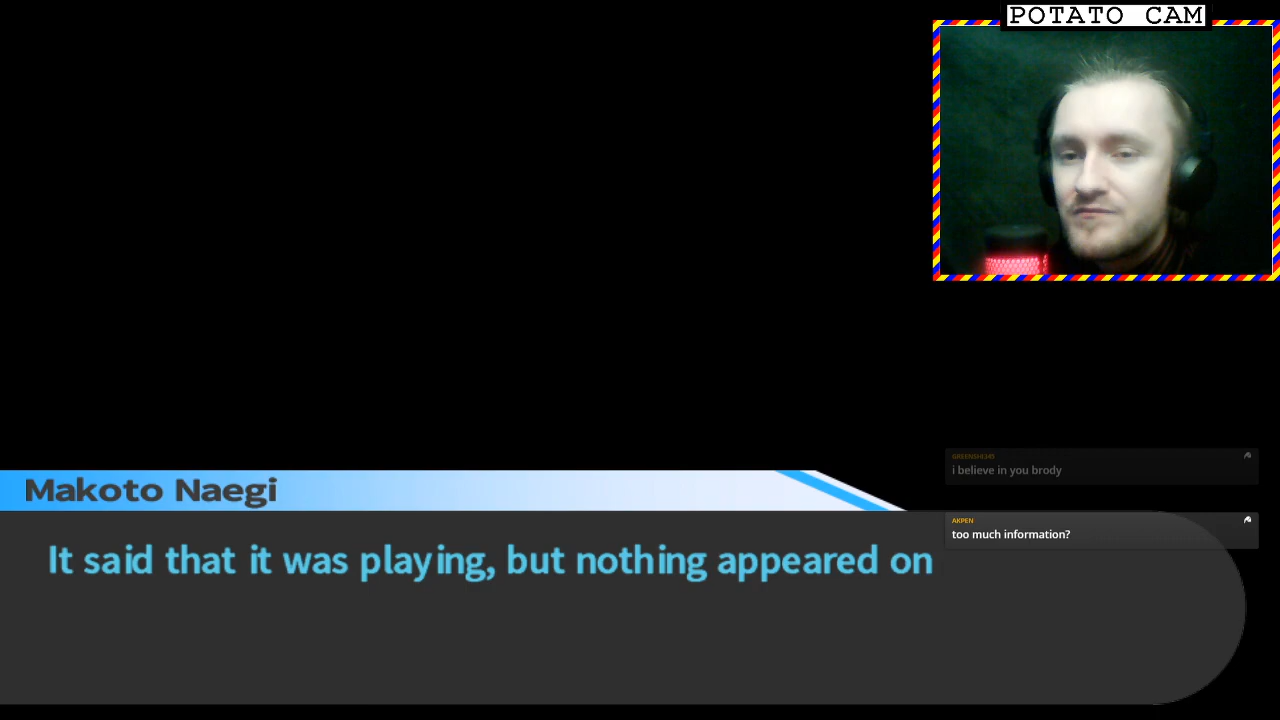 POTATO CAM
GREENSHI345
i believe in you brody
Makoto Naegi
AKPEN
too much information?
It said that it was playing, but nothing appeared on